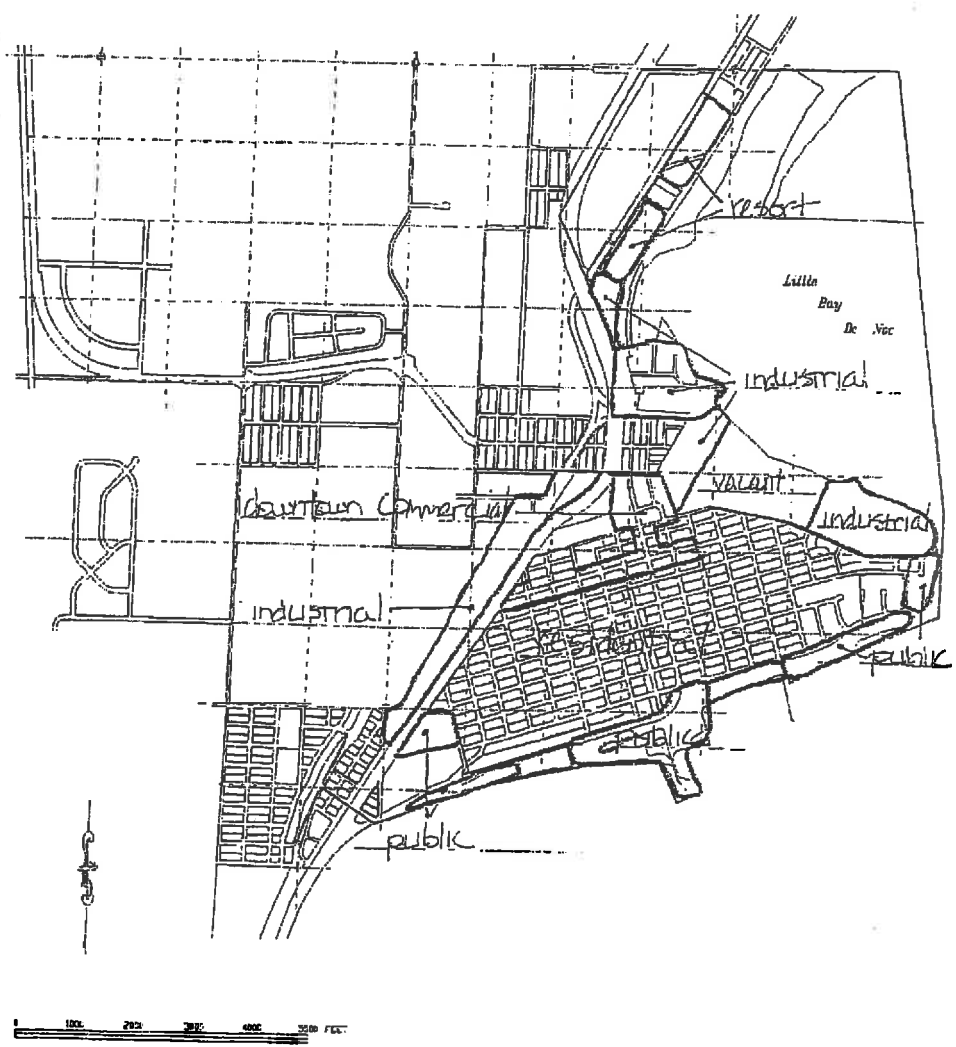 resort
Little
Bay
De Noc
industrial
vacant
downtown commercial
industrial
industrial
residential
public
public
public
0 1000 2000 3000 4000 5000 FEET